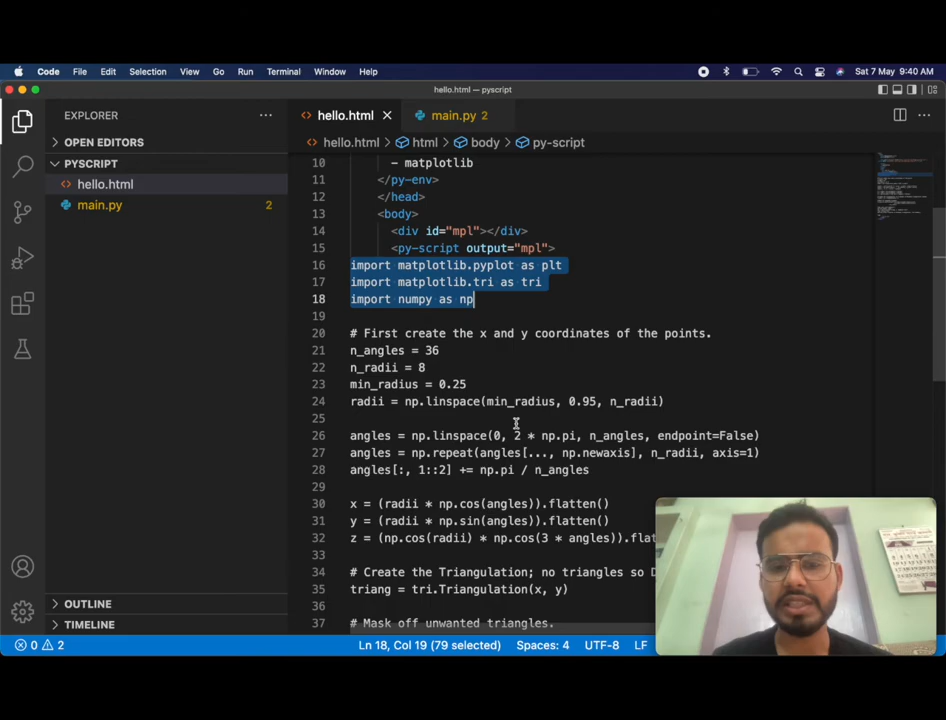 Code File Edit Selection View Go Run Terminal Window Help
Sat 7 May 9:40 AM
hello.html — pyscript
EXPLORER
OPEN EDITORS
PYSCRIPT
hello.html
main.py 2
OUTLINE
TIMELINE
hello.html
main.py 2
hello.html > html > body > py-script
10 - matplotlib
11 </py-env>
12 </head>
13 <body>
14 <div id="mpl"></div>
15 <py-script output="mpl">
16 import matplotlib.pyplot as plt
17 import matplotlib.tri as tri
18 import numpy as np
19
20 # First create the x and y coordinates of the points.
21 n_angles = 36
22 n_radii = 8
23 min_radius = 0.25
24 radii = np.linspace(min_radius, 0.95, n_radii)
25
26 angles = np.linspace(0, 2 * np.pi, n_angles, endpoint=False)
27 angles = np.repeat(angles[..., np.newaxis], n_radii, axis=1)
28 angles[:, 1::2] += np.pi / n_angles
29
30 x = (radii * np.cos(angles)).flatten()
31 y = (radii * np.sin(angles)).flatten()
32 z = (np.cos(radii) * np.cos(3 * angles)).flat
33
34 # Create the Triangulation; no triangles so D
35 triang = tri.Triangulation(x, y)
36
37 # Mask off unwanted triangles.
0 2
Ln 18, Col 19 (79 selected) Spaces: 4 UTF-8 LF